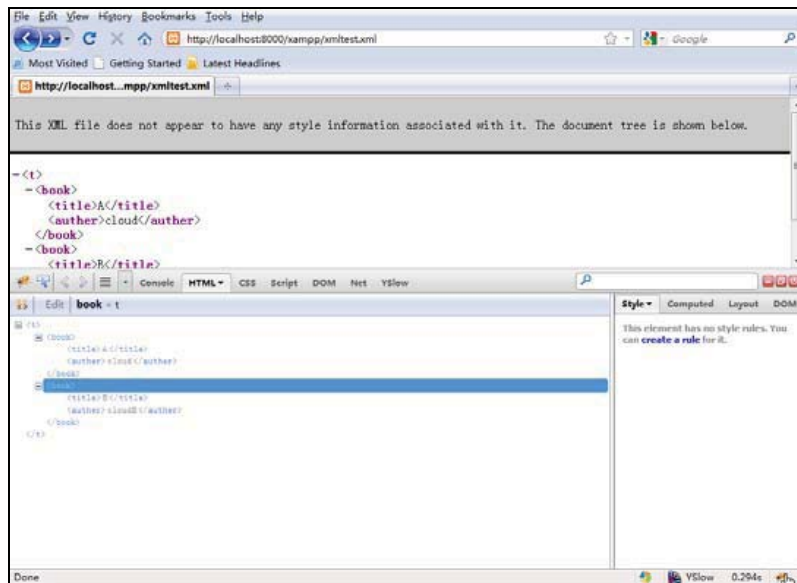 File Edit View History Bookmarks Tools Help
http://localhost:8000/xampp/xmltest.xml
Google
Most Visited Getting Started Latest Headlines
http://localhost...mpp/xmltest.xml
This XML file does not appear to have any style information associated with it. The document tree is shown below.
-<t>
-<book>
<title>A</title>
<auther>cloud</auther>
</book>
-<book>
<title>B</title>
Console HTML CSS Script DOM Net YSlow
Edit book < t
Style Computed Layout DOM
<t>
This element has no style rules. You
can create a rule for it.
<book>
<title>A</title>
<auther>cloud</auther>
</book>
<book>
<title>B</title>
<auther>cloudB</auther>
</book>
</t>
Done
YSlow 0.294s